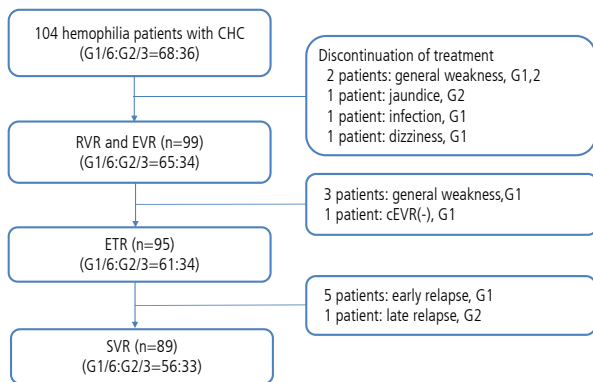 104 hemophilia patients with CHC
(G1/6:G2/3=68:36)
Discontinuation of treatment
2 patients: general weakness, G1,2
1 patient: jaundice, G2
1 patient: infection, G1
1 patient: dizziness, G1
RVR and EVR (n=99)
(G1/6:G2/3=65:34)
3 patients: general weakness,G1
1 patient: cEVR(-), G1
ETR (n=95)
(G1/6:G2/3=61:34)
5 patients: early relapse, G1
1 patient: late relapse, G2
SVR (n=89)
(G1/6:G2/3=56:33)